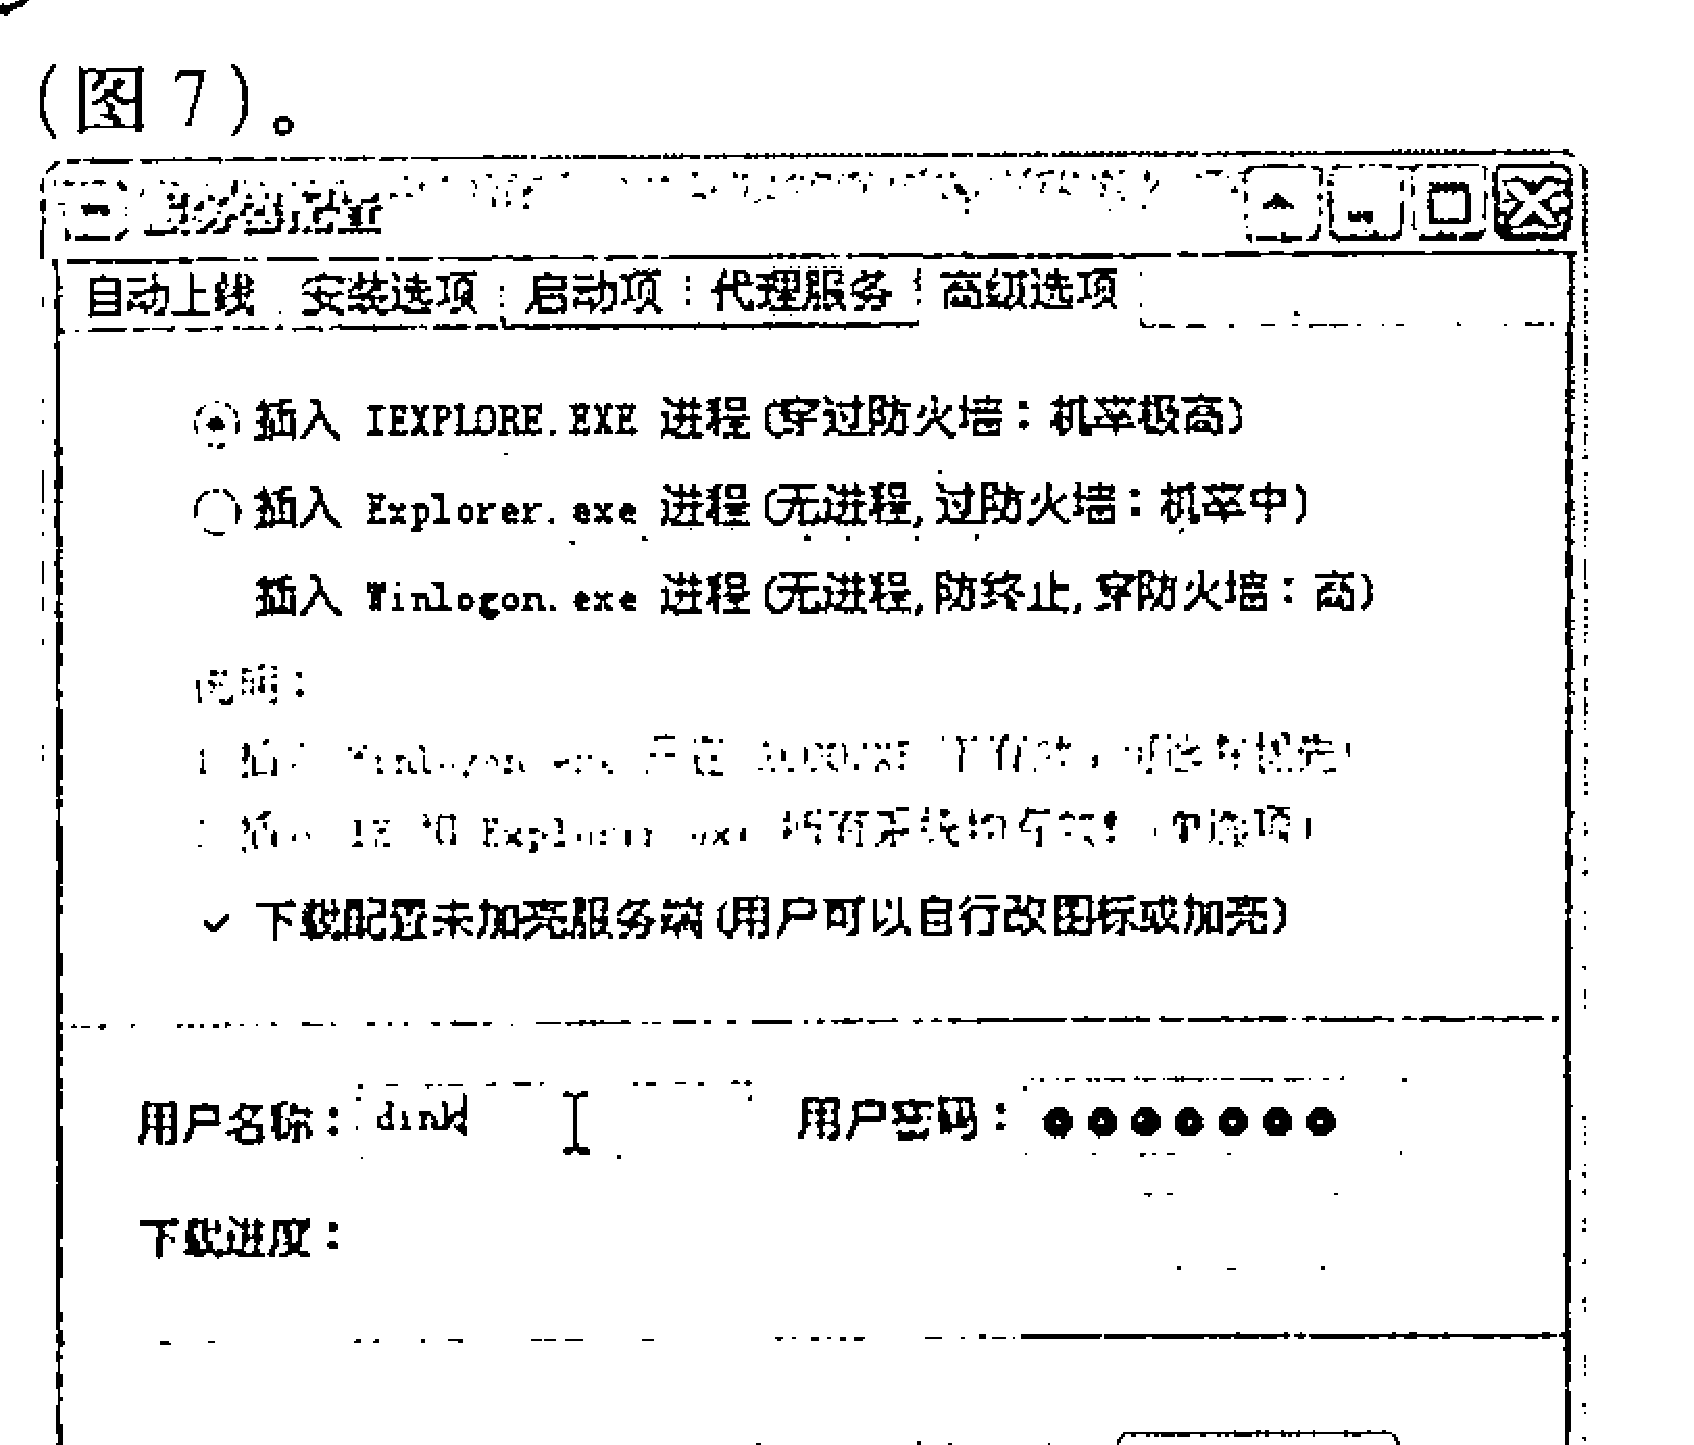 (图 7)。
自动上线 安装选项 启动项 代理服务 高级选项
插入 IEXPLORE.EXE 进程(穿过防火墙:机率极高)
插入 Explorer.exe 进程(无进程,过防火墙:机率中)
插入 Winlogon.exe 进程(无进程,防终止,穿防火墙:高)
说明:
下载配置未加壳服务端(用户可以自行改图标或加壳)
用户名称: dink 用户密码: ●●●●●●●
下载进度: